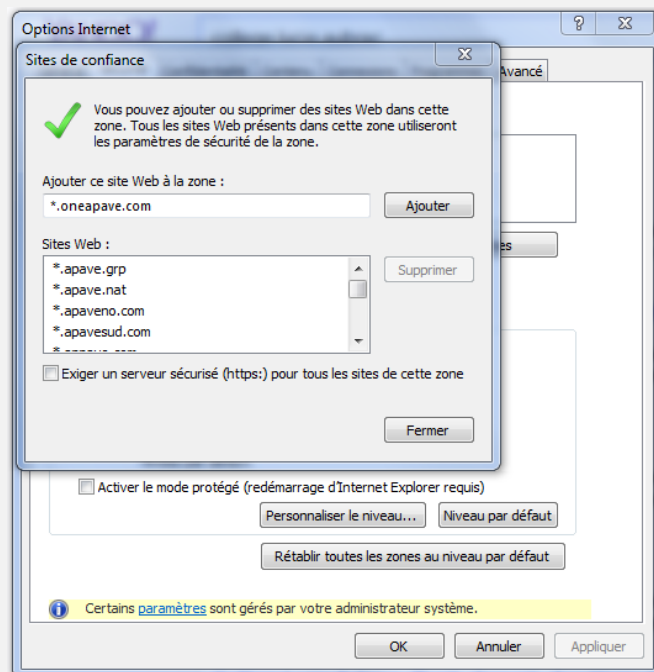 Options Internet
Sites de confiance
Avancé
Vous pouvez ajouter ou supprimer des sites Web dans cette
zone. Tous les sites Web présents dans cette zone utiliseront
les paramètres de sécurité de la zone.
Ajouter ce site Web à la zone :
*.oneapave.com
Ajouter
es
Sites Web :
*.apave.grp
Supprimer
*.apave.nat
*.apaveno.com
*.apavesud.com
Exiger un serveur sécurisé (https:) pour tous les sites de cette zone
Fermer
Activer le mode protégé (redémarrage d'Internet Explorer requis)
Personnaliser le niveau... Niveau par défaut
Rétablir toutes les zones au niveau par défaut
Certains paramètres sont gérés par votre administrateur système.
OK Annuler Appliquer